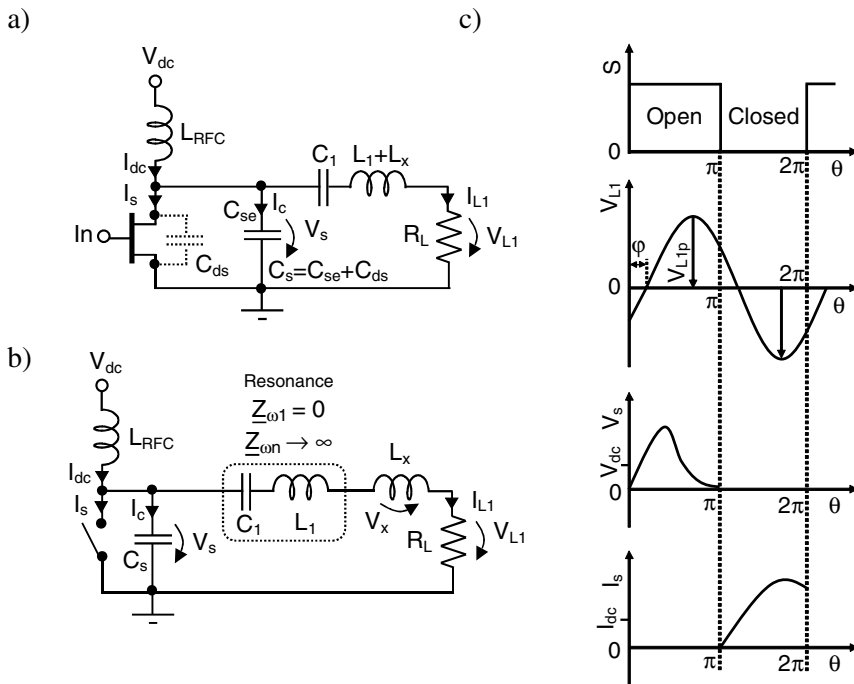 a)
V_dc
L_RFC
I_dc
I_s
In
C_ds
C_se
I_c
V_s
C_s=C_se+C_ds
C_1
L_1+L_x
I_L1
R_L
V_L1
b)
V_dc
L_RFC
I_dc
I_s
I_c
C_s
V_s
Resonance
Z_ω1 = 0
Z_ωn → ∞
C_1
L_1
L_x
V_x
I_L1
R_L
V_L1
c)
S
Open
Closed
0
π
2π
θ
V_L1
φ
V_L1p
0
π
2π
θ
V_s
V_dc
0
π
2π
θ
I_s
I_dc
0
π
2π
θ